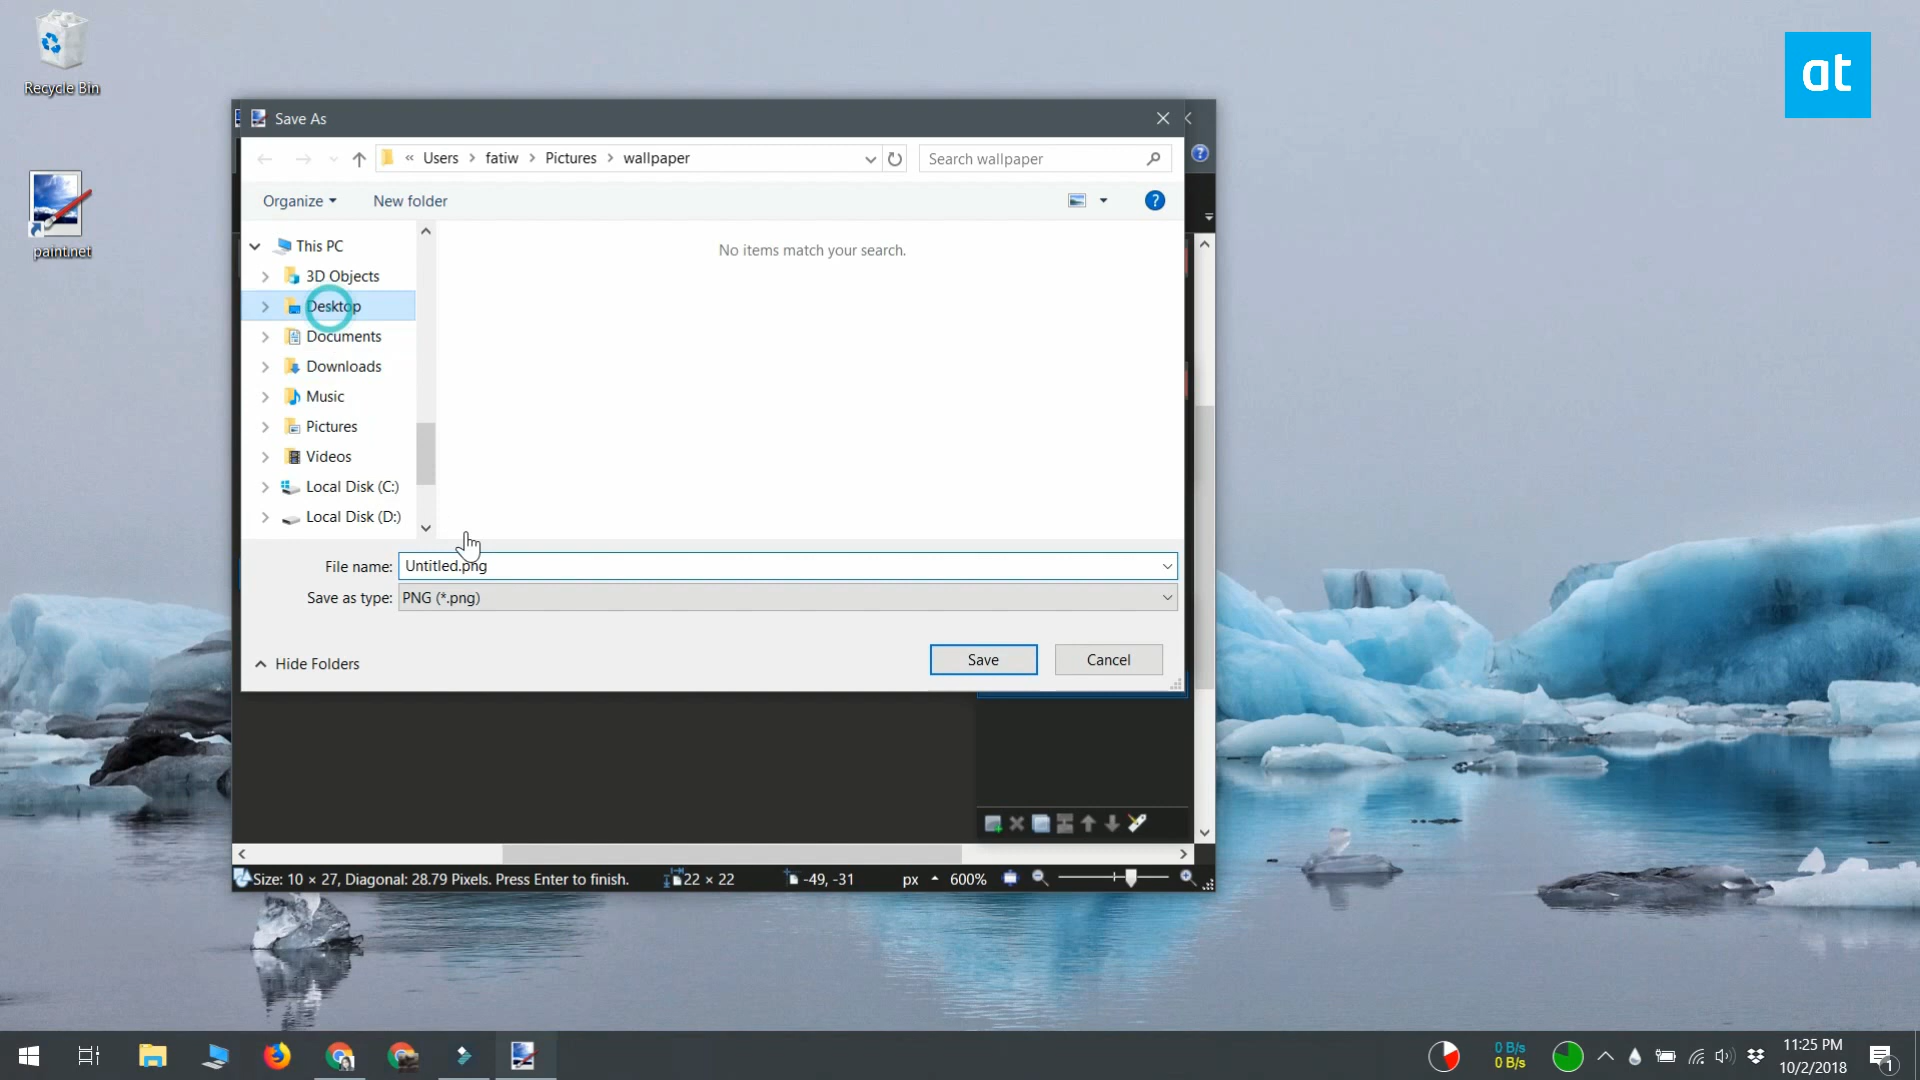 Recycle Bin
at
paint.net
Save As
« Users > fatiw > Pictures > wallpaper
Search wallpaper
Organize
New folder
?
?
This PC
3D Objects
Desktop
Documents
Downloads
Music
Pictures
Videos
Local Disk (C:)
Local Disk (D:)
No items match your search.
File name: Untitled.png
Save as type: PNG (*.png)
Hide Folders
Save
Cancel
Size: 10 × 27, Diagonal: 28.79 Pixels. Press Enter to finish.
22 × 22
-49, -31
px
600%
0 B/s
0 B/s
11:25 PM
10/2/2018
1